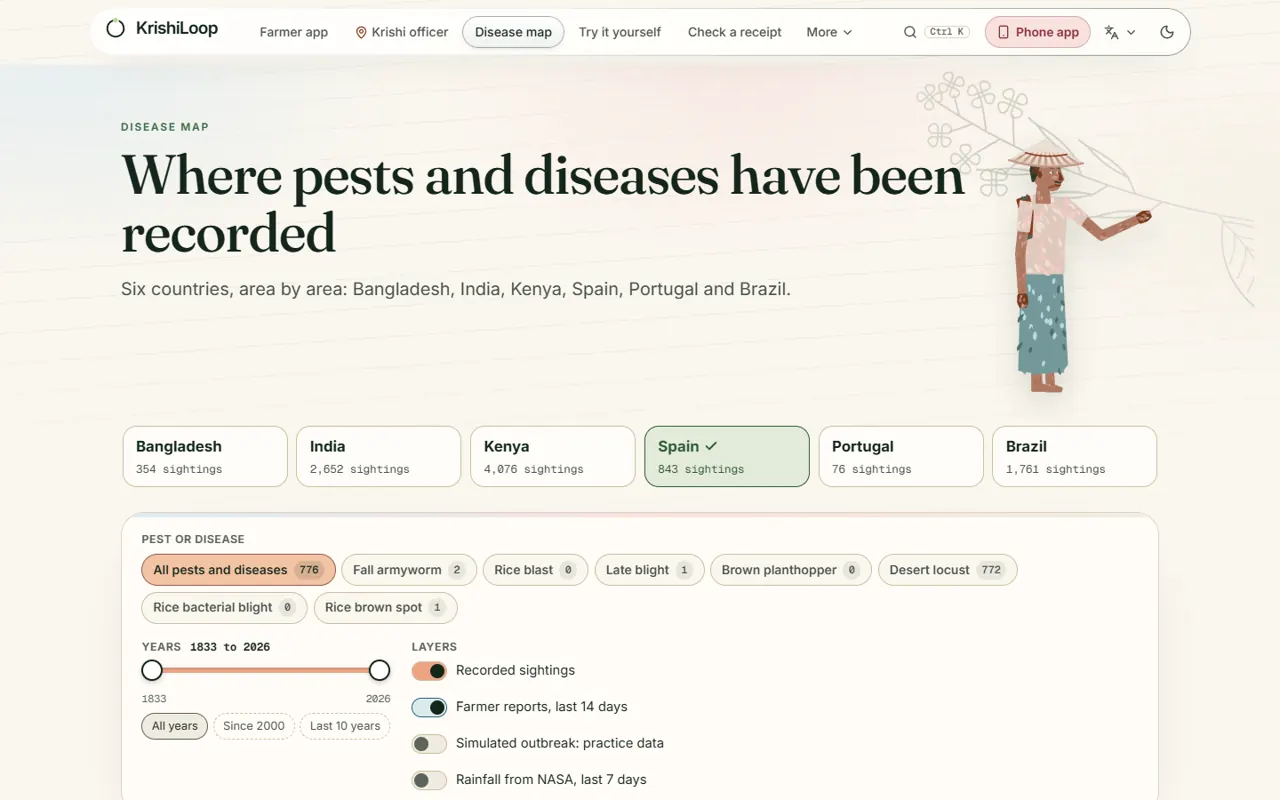 KrishiLoop Farmer app Krishi officer Disease map Try it yourself Check a receipt More Ctrl K Phone app
DISEASE MAP
Where pests and diseases have been
recorded
Six countries, area by area: Bangladesh, India, Kenya, Spain, Portugal and Brazil.
Bangladesh
354 sightings
India
2,652 sightings
Kenya
4,076 sightings
Spain
843 sightings
Portugal
76 sightings
Brazil
1,761 sightings
PEST OR DISEASE
All pests and diseases 776 Fall armyworm 2 Rice blast 0 Late blight 1 Brown planthopper 0 Desert locust 772
Rice bacterial blight 0 Rice brown spot 1
YEARS 1833 to 2026
1833 2026
All years Since 2000 Last 10 years
LAYERS
Recorded sightings
Farmer reports, last 14 days
Simulated outbreak: practice data
Rainfall from NASA, last 7 days